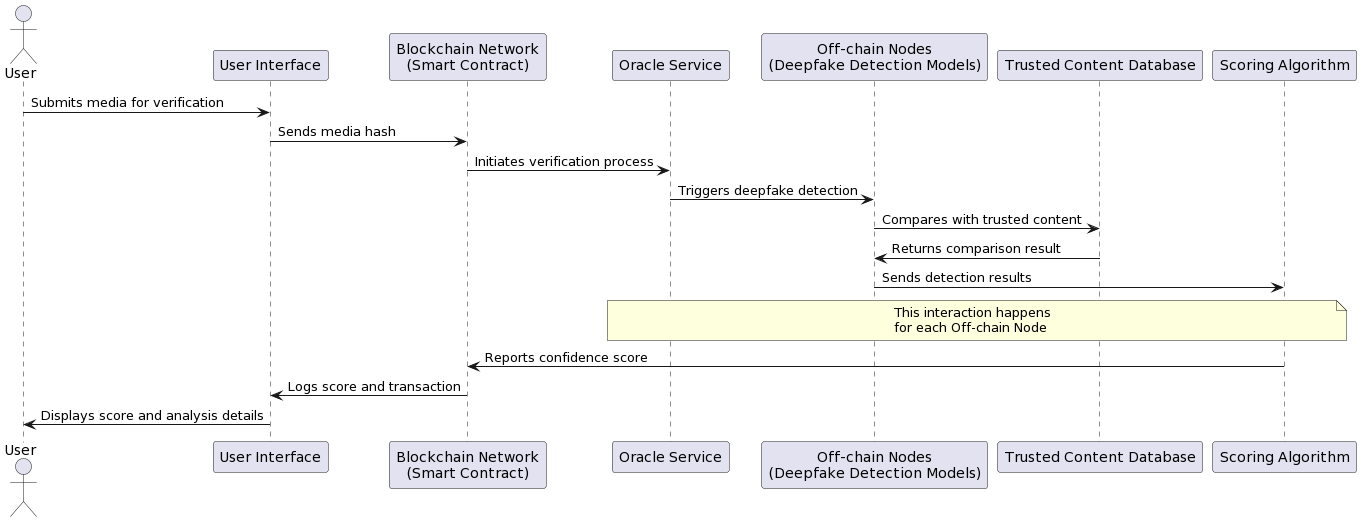 User
User Interface
Blockchain Network
(Smart Contract)
Oracle Service
Off-chain Nodes
(Deepfake Detection Models)
Trusted Content Database
Scoring Algorithm
Submits media for verification
Sends media hash
Initiates verification process
Triggers deepfake detection
Compares with trusted content
Returns comparison result
Sends detection results
This interaction happens
for each Off-chain Node
Reports confidence score
Logs score and transaction
Displays score and analysis details
User
User Interface
Blockchain Network
(Smart Contract)
Oracle Service
Off-chain Nodes
(Deepfake Detection Models)
Trusted Content Database
Scoring Algorithm